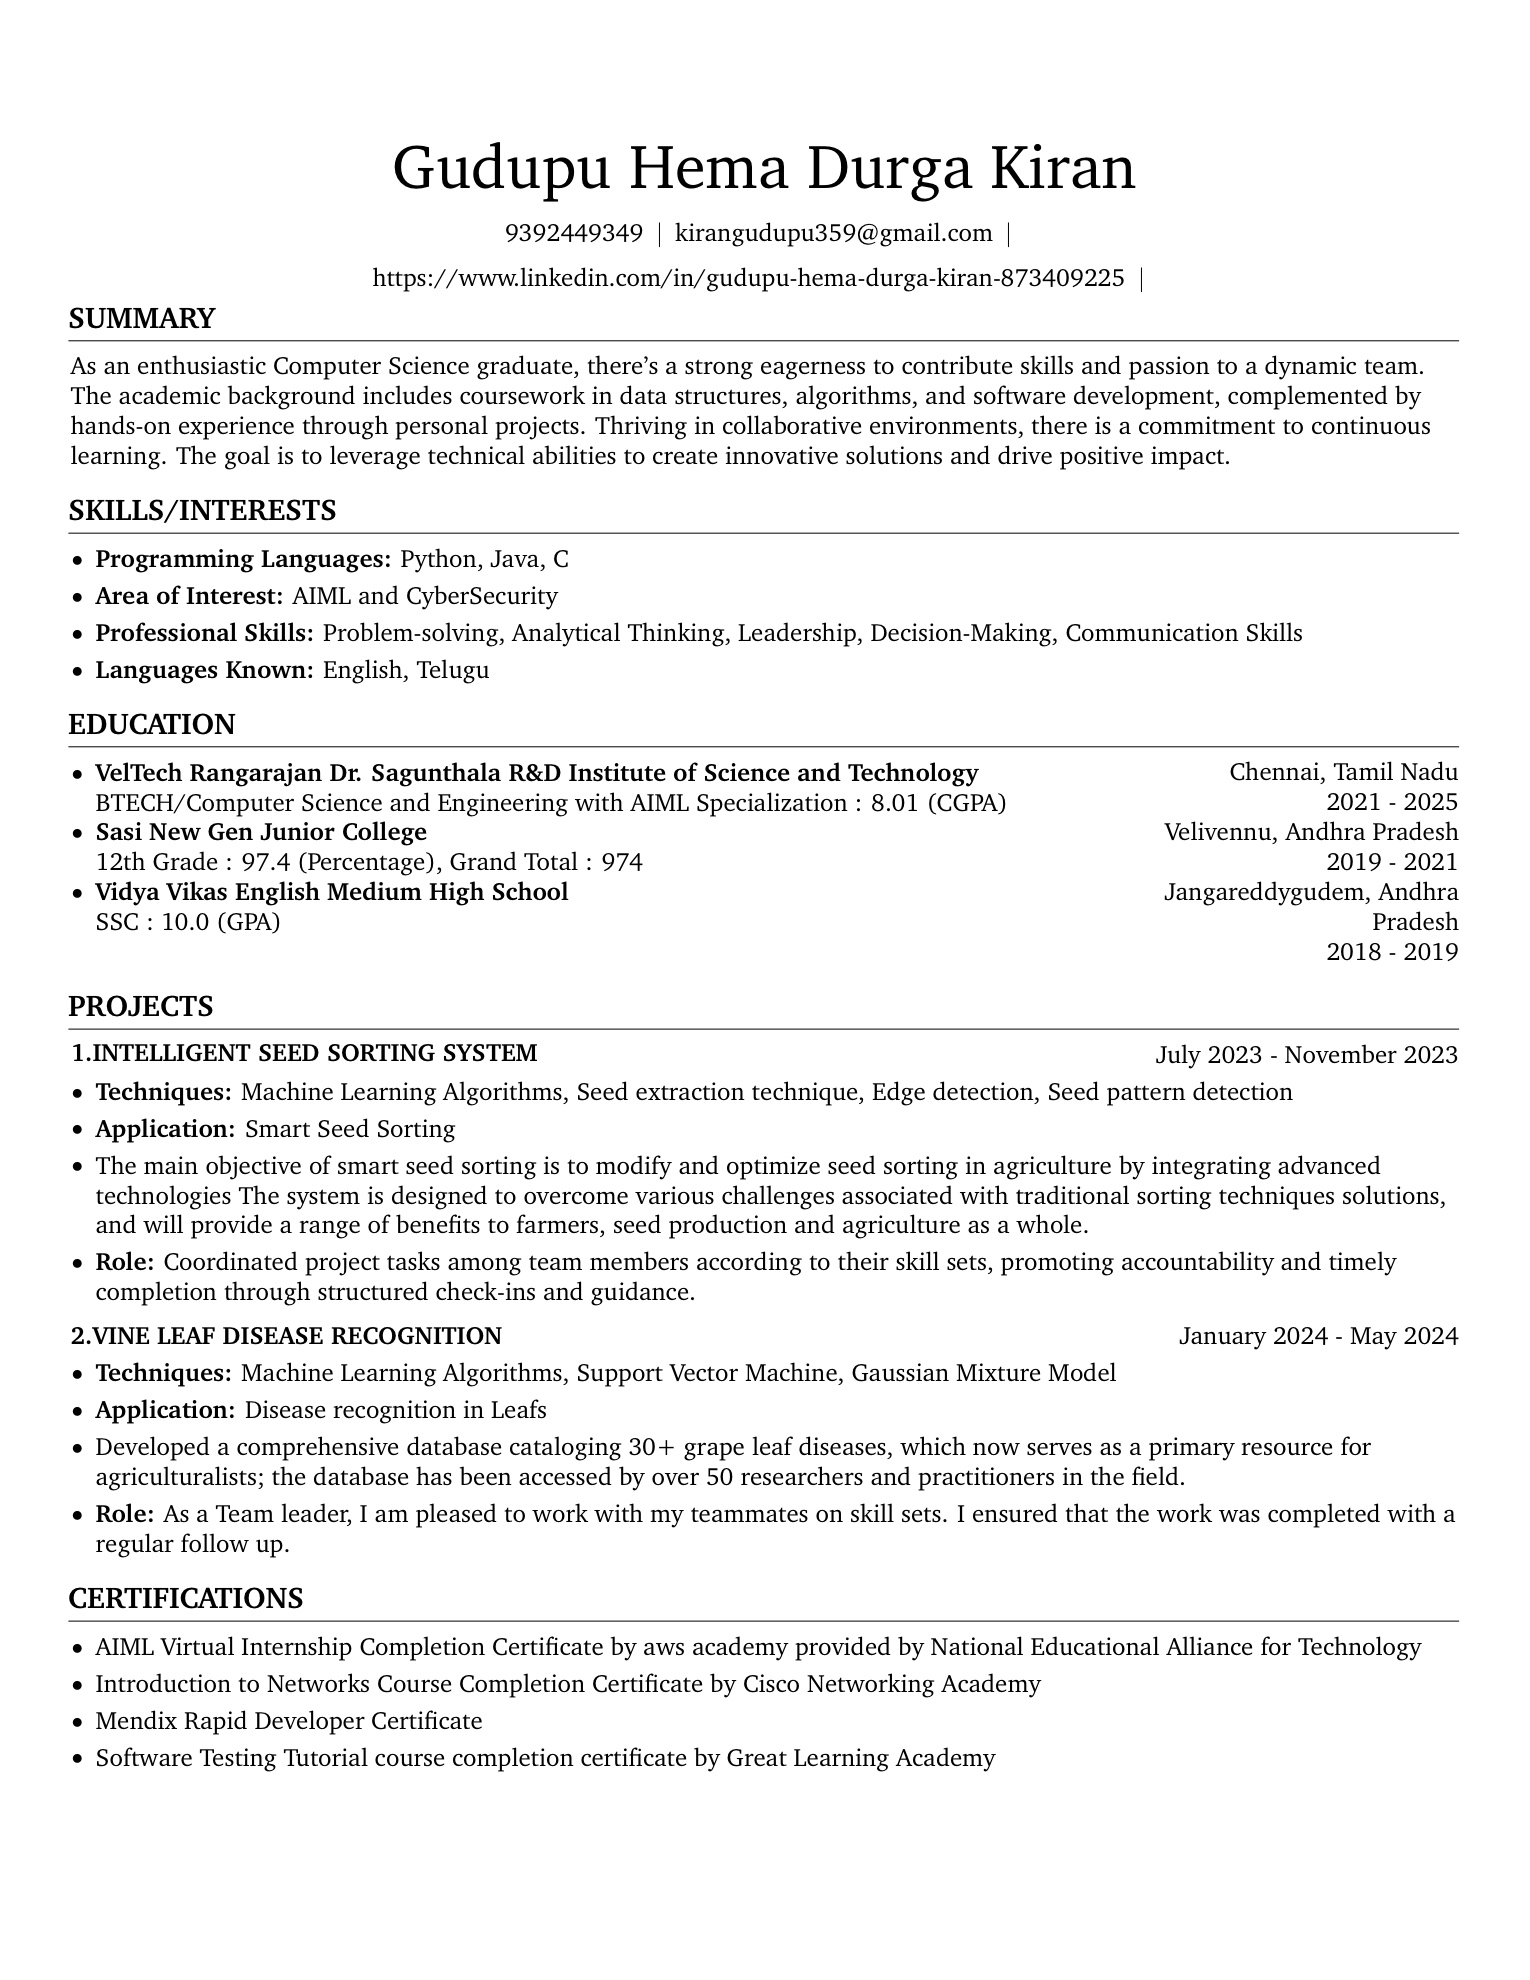 Gudupu Hema Durga Kiran
9392449349 | kirangudupu359@gmail.com |
https://www.linkedin.com/in/gudupu-hema-durga-kiran-873409225 |
SUMMARY
As an enthusiastic Computer Science graduate, there’s a strong eagerness to contribute skills and passion to a dynamic team.
The academic background includes coursework in data structures, algorithms, and software development, complemented by
hands-on experience through personal projects. Thriving in collaborative environments, there is a commitment to continuous
learning. The goal is to leverage technical abilities to create innovative solutions and drive positive impact.
SKILLS/INTERESTS
• Programming Languages: Python, Java, C
• Area of Interest: AIML and CyberSecurity
• Professional Skills: Problem-solving, Analytical Thinking, Leadership, Decision-Making, Communication Skills
• Languages Known: English, Telugu
EDUCATION
• VelTech Rangarajan Dr. Sagunthala R&D Institute of Science and Technology Chennai, Tamil Nadu
BTECH/Computer Science and Engineering with AIML Specialization : 8.01 (CGPA) 2021 - 2025
• Sasi New Gen Junior College Velivennu, Andhra Pradesh
12th Grade : 97.4 (Percentage), Grand Total : 974 2019 - 2021
• Vidya Vikas English Medium High School Jangareddygudem, Andhra
SSC : 10.0 (GPA) Pradesh
2018 - 2019
PROJECTS
1.INTELLIGENT SEED SORTING SYSTEM July 2023 - November 2023
• Techniques: Machine Learning Algorithms, Seed extraction technique, Edge detection, Seed pattern detection
• Application: Smart Seed Sorting
• The main objective of smart seed sorting is to modify and optimize seed sorting in agriculture by integrating advanced
technologies The system is designed to overcome various challenges associated with traditional sorting techniques solutions,
and will provide a range of benefits to farmers, seed production and agriculture as a whole.
• Role: Coordinated project tasks among team members according to their skill sets, promoting accountability and timely
completion through structured check-ins and guidance.
2.VINE LEAF DISEASE RECOGNITION January 2024 - May 2024
• Techniques: Machine Learning Algorithms, Support Vector Machine, Gaussian Mixture Model
• Application: Disease recognition in Leafs
• Developed a comprehensive database cataloging 30+ grape leaf diseases, which now serves as a primary resource for
agriculturalists; the database has been accessed by over 50 researchers and practitioners in the field.
• Role: As a Team leader, I am pleased to work with my teammates on skill sets. I ensured that the work was completed with a
regular follow up.
CERTIFICATIONS
• AIML Virtual Internship Completion Certificate by aws academy provided by National Educational Alliance for Technology
• Introduction to Networks Course Completion Certificate by Cisco Networking Academy
• Mendix Rapid Developer Certificate
• Software Testing Tutorial course completion certificate by Great Learning Academy